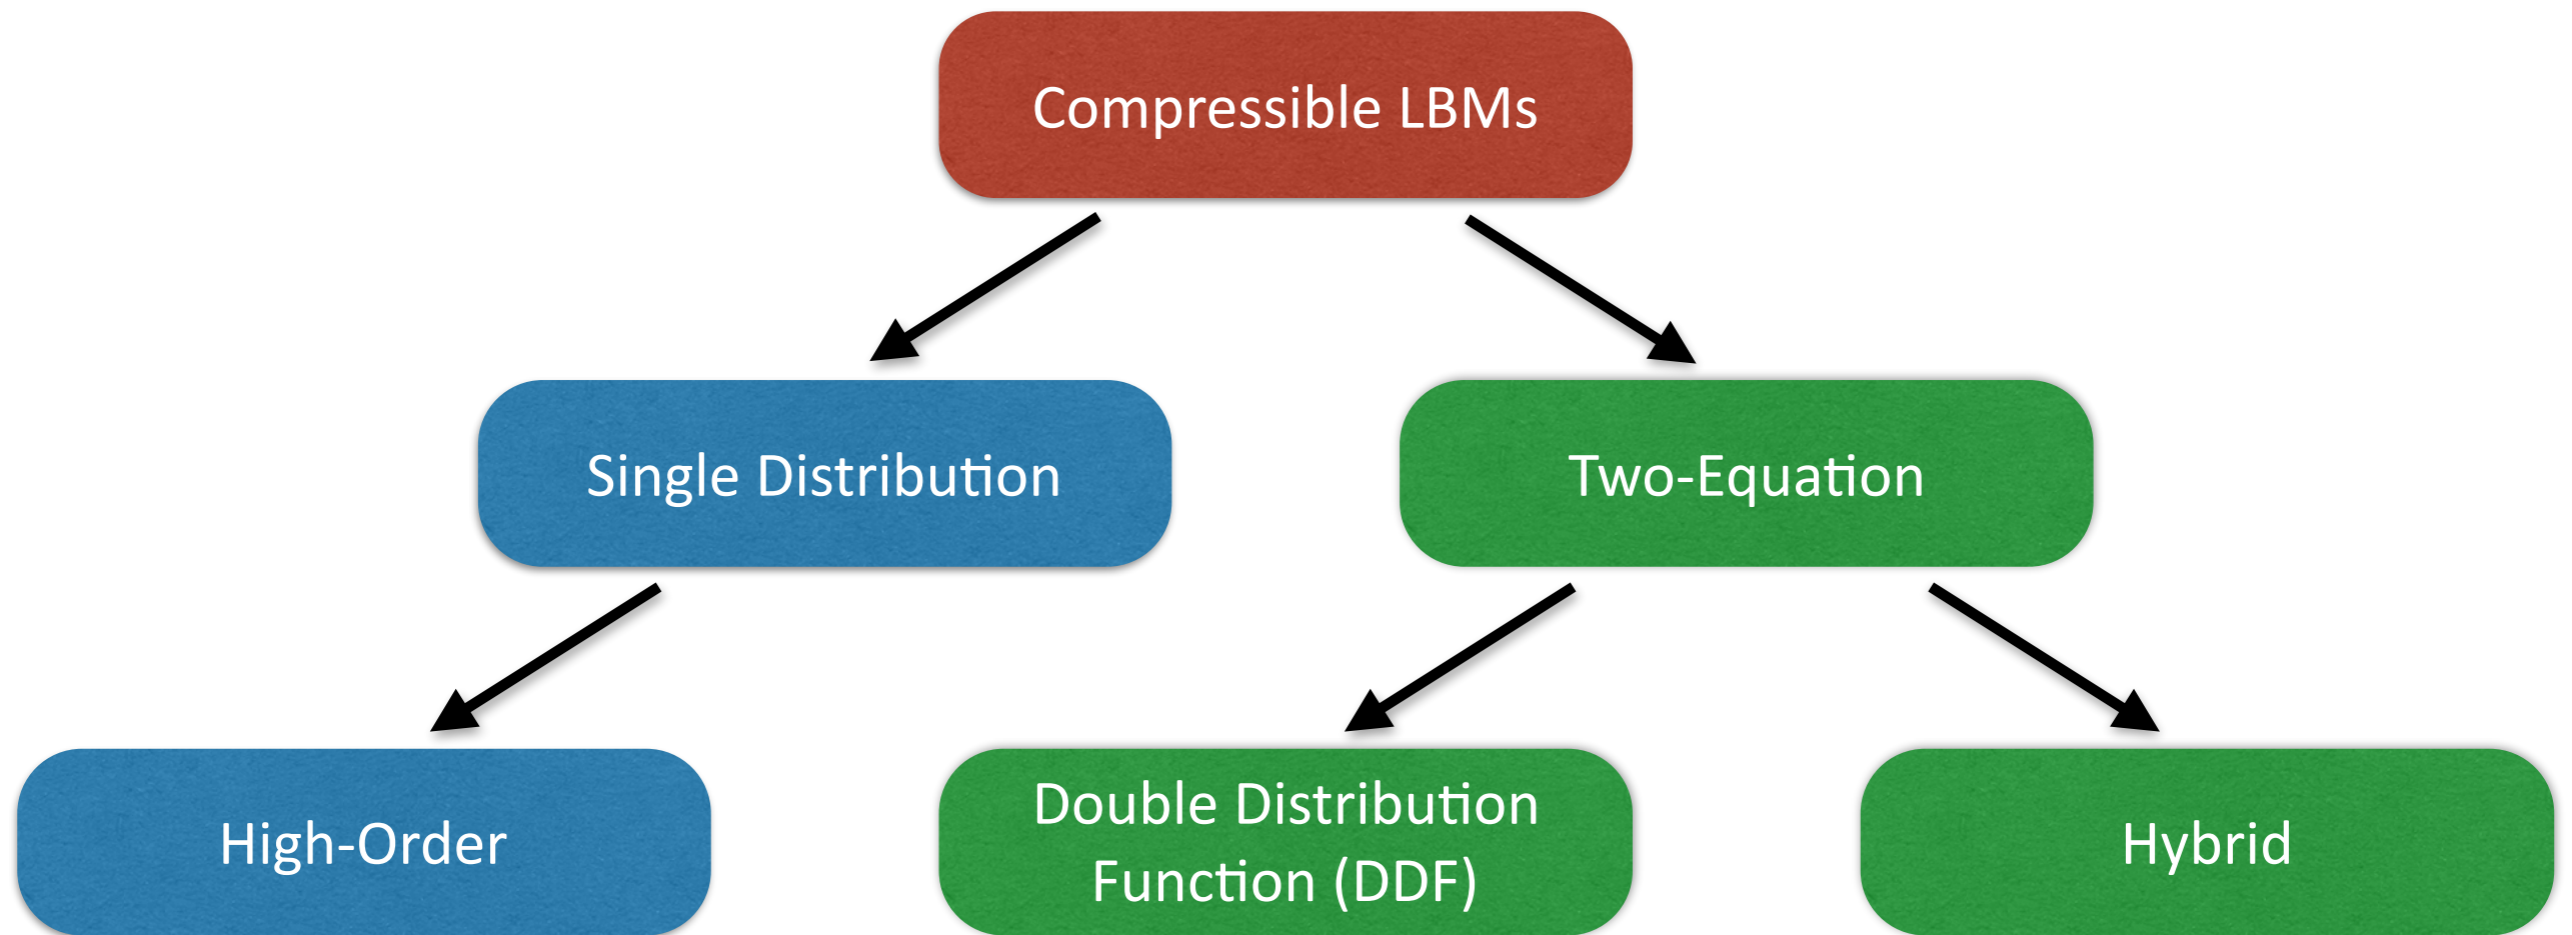 Compressible LBMs
Single Distribution
Two-Equation
High-Order
Double Distribution
Function (DDF)
Hybrid